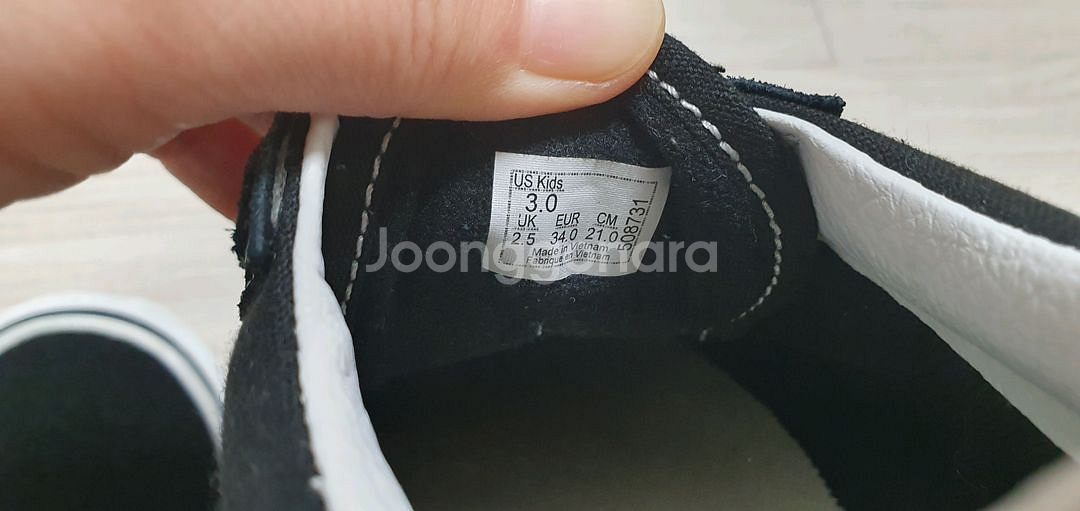 US Kids
3.0
UK EUR CM
2.5 34.0 21.0
Made in Vietnam
Fabriqué en Vietnam
508731
Joonggonara